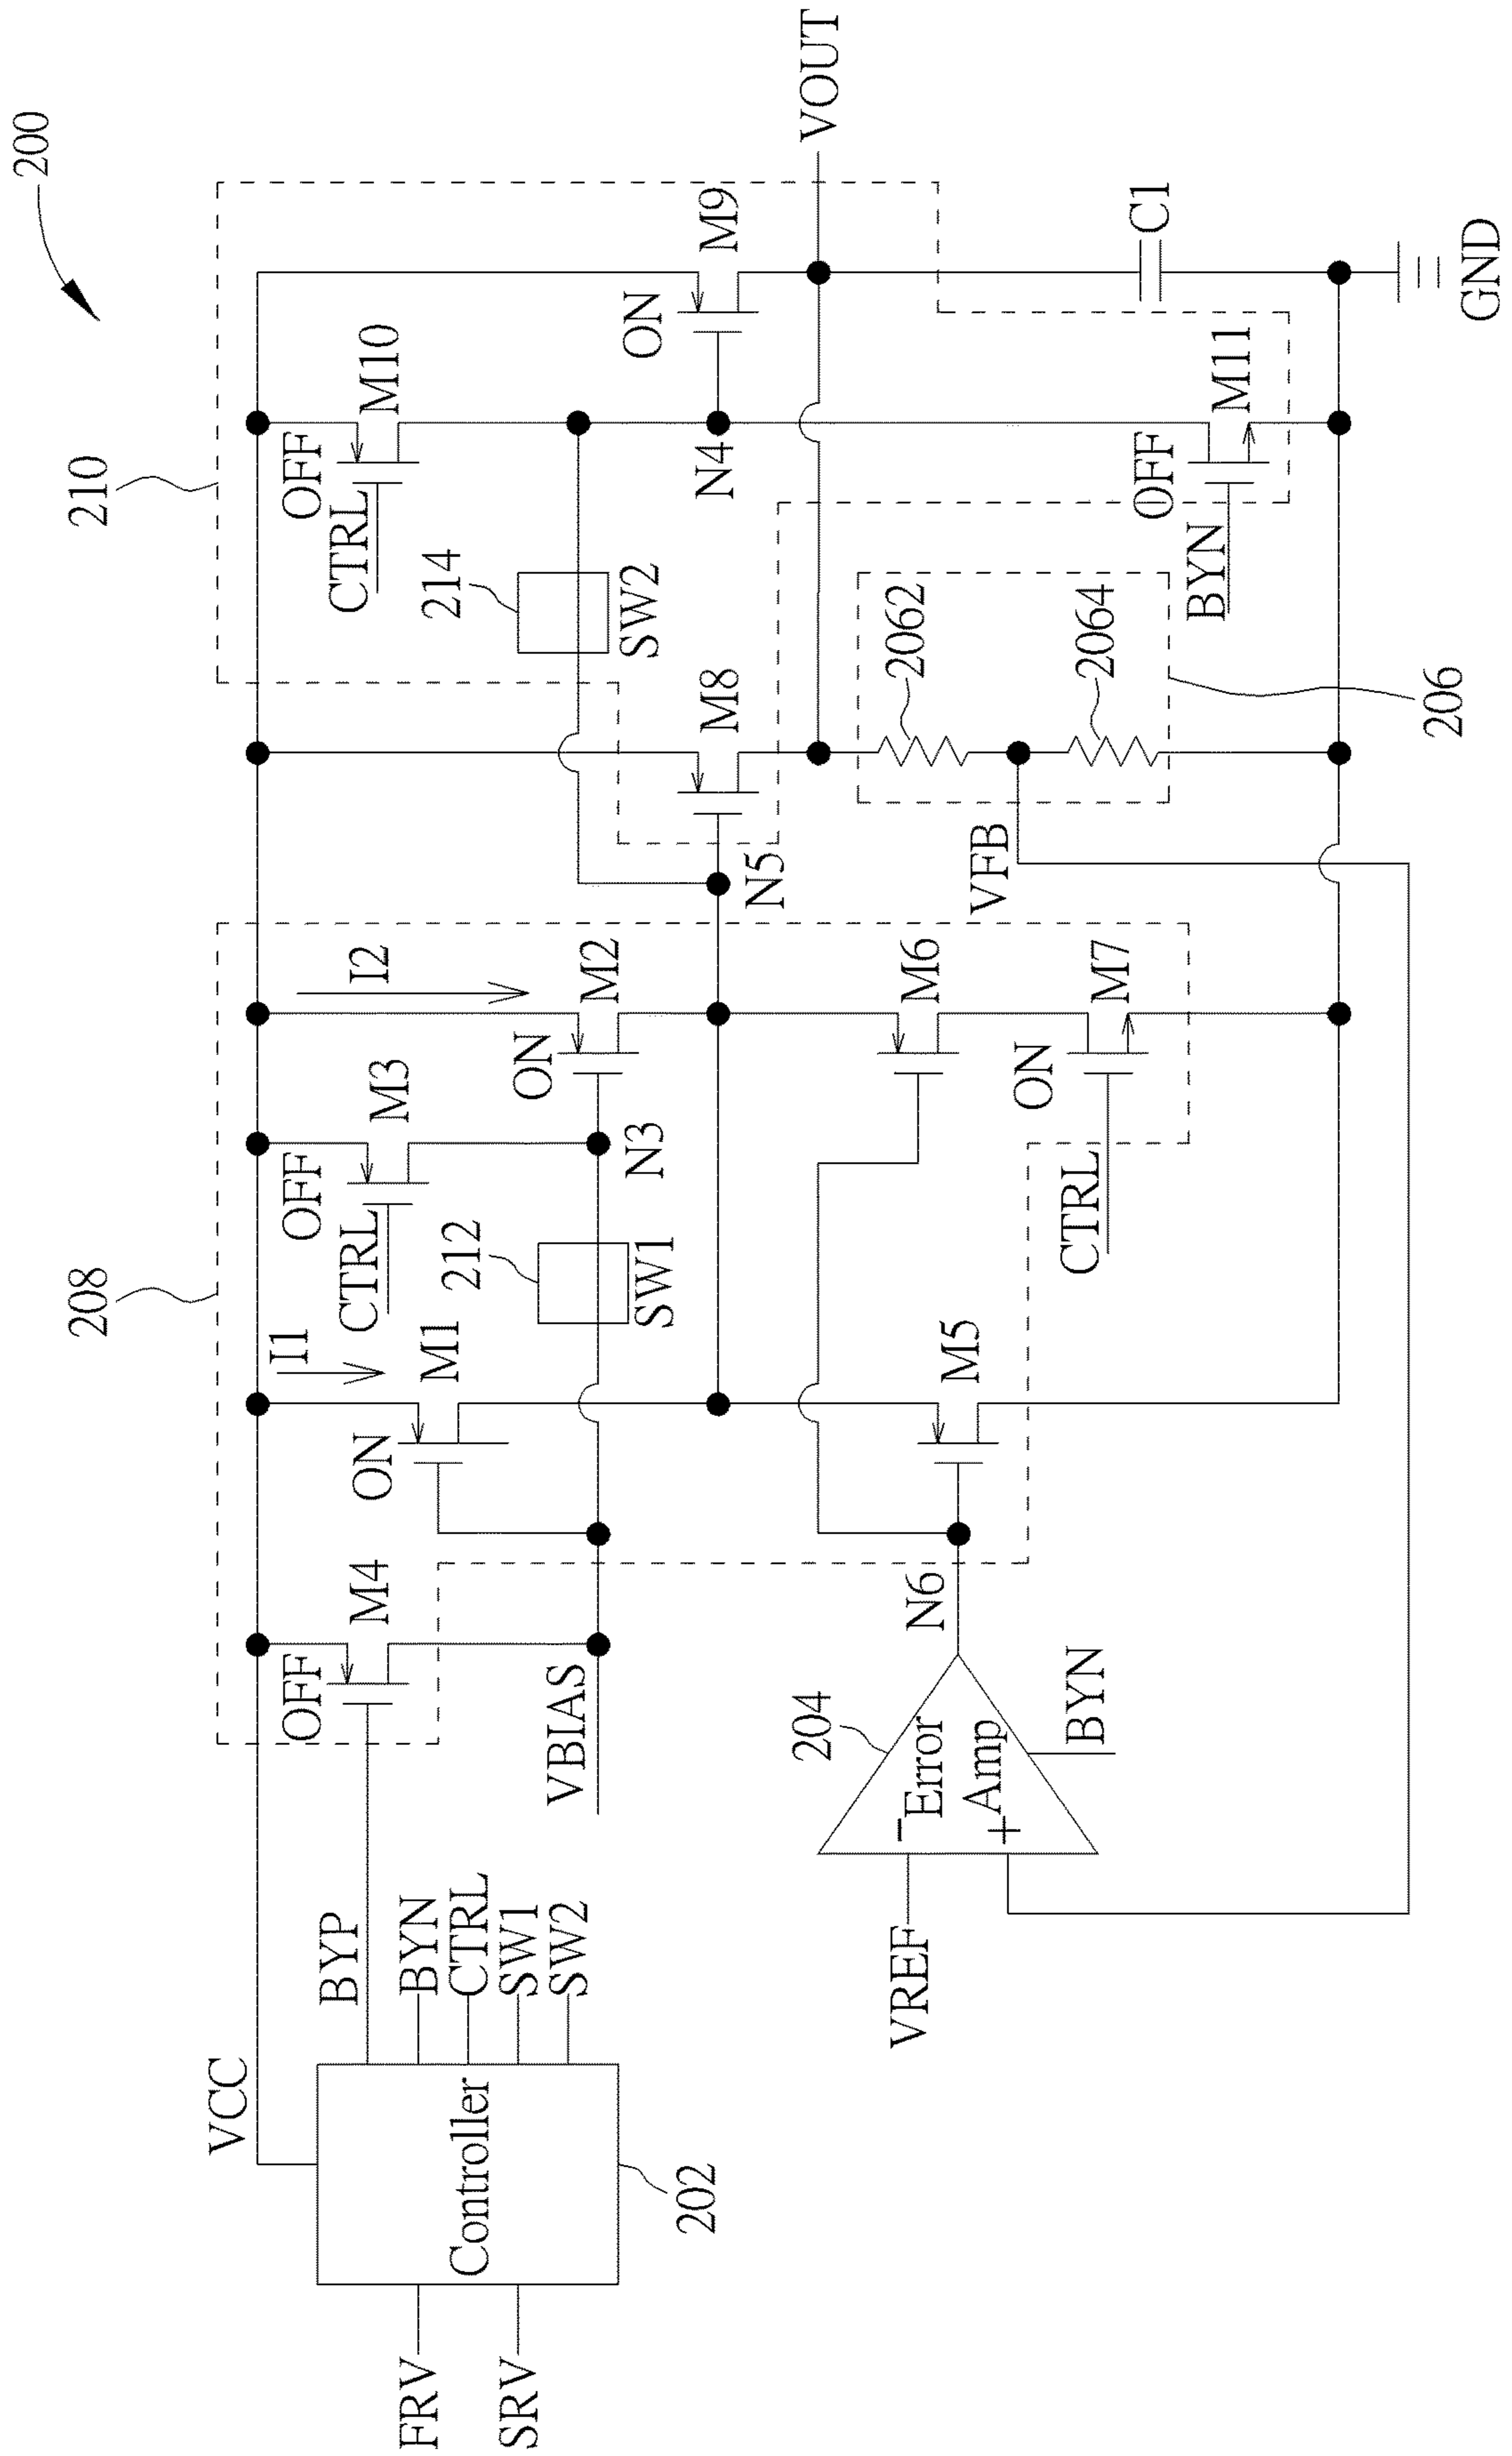 200
210
208
VCC
FRV
SRV
Controller
202
BYP
BYN
CTRL
SW1
SW2
OFF
M4
VBIAS
I1
ON
M1
OFF
CTRL
M3
212
SW1
N3
I2
ON
M2
N5
M8
214
SW2
OFF
CTRL
M10
N4
ON
M9
VOUT
VREF
204
−
Error
Amp
+
BYN
N6
M5
M6
ON
M7
CTRL
VFB
2062
2064
206
OFF
BYN
M11
C1
GND